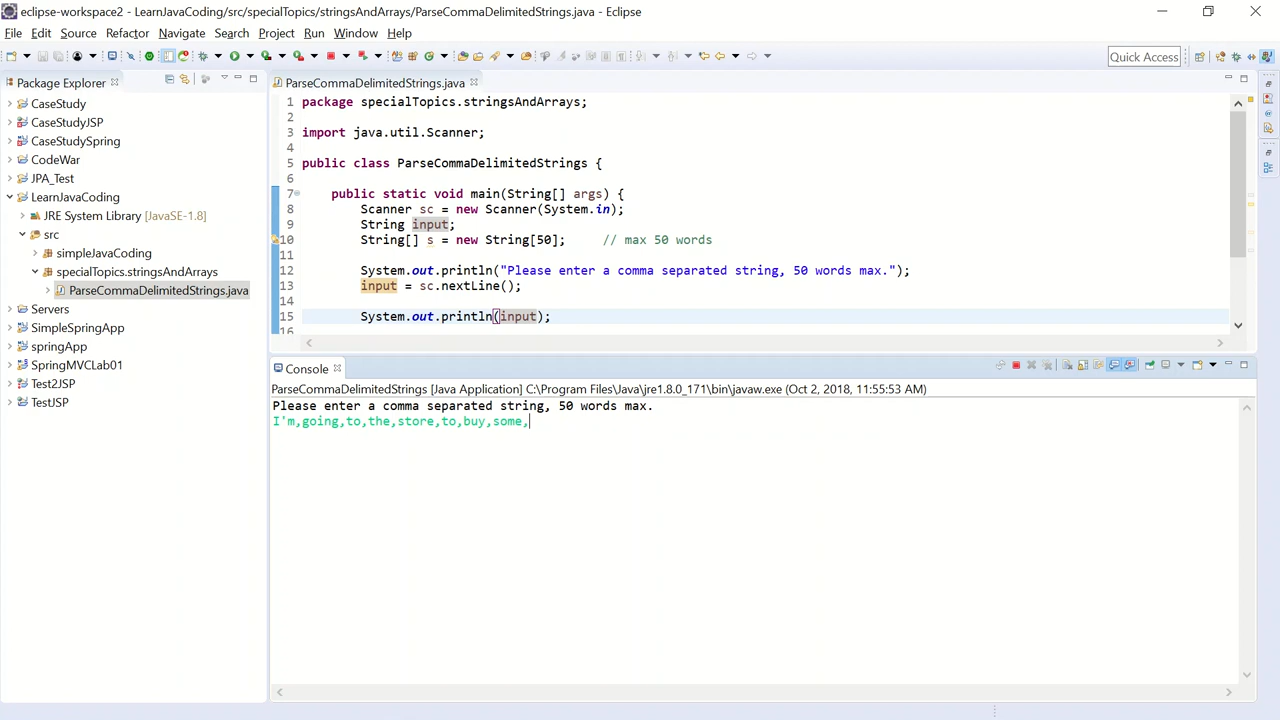 eclipse-workspace2 - LearnJavaCoding/src/specialTopics/stringsAndArrays/ParseCommaDelimitedStrings.java - Eclipse
File Edit Source Refactor Navigate Search Project Run Window Help
Quick Access
Package Explorer
CaseStudy
CaseStudyJSP
CaseStudySpring
CodeWar
JPA_Test
LearnJavaCoding
JRE System Library [JavaSE-1.8]
src
simpleJavaCoding
specialTopics.stringsAndArrays
ParseCommaDelimitedStrings.java
Servers
SimpleSpringApp
springApp
SpringMVCLab01
Test2JSP
TestJSP
ParseCommaDelimitedStrings.java
1 package specialTopics.stringsAndArrays;
2
3 import java.util.Scanner;
4
5 public class ParseCommaDelimitedStrings {
6
7 public static void main(String[] args) {
8 Scanner sc = new Scanner(System.in);
9 String input;
10 String[] s = new String[50]; // max 50 words
11
12 System.out.println("Please enter a comma separated string, 50 words max.");
13 input = sc.nextLine();
14
15 System.out.println(input);
16
Console
ParseCommaDelimitedStrings [Java Application] C:\Program Files\Java\jre1.8.0_171\bin\javaw.exe (Oct 2, 2018, 11:55:53 AM)
Please enter a comma separated string, 50 words max.
I'm,going,to,the,store,to,buy,some,